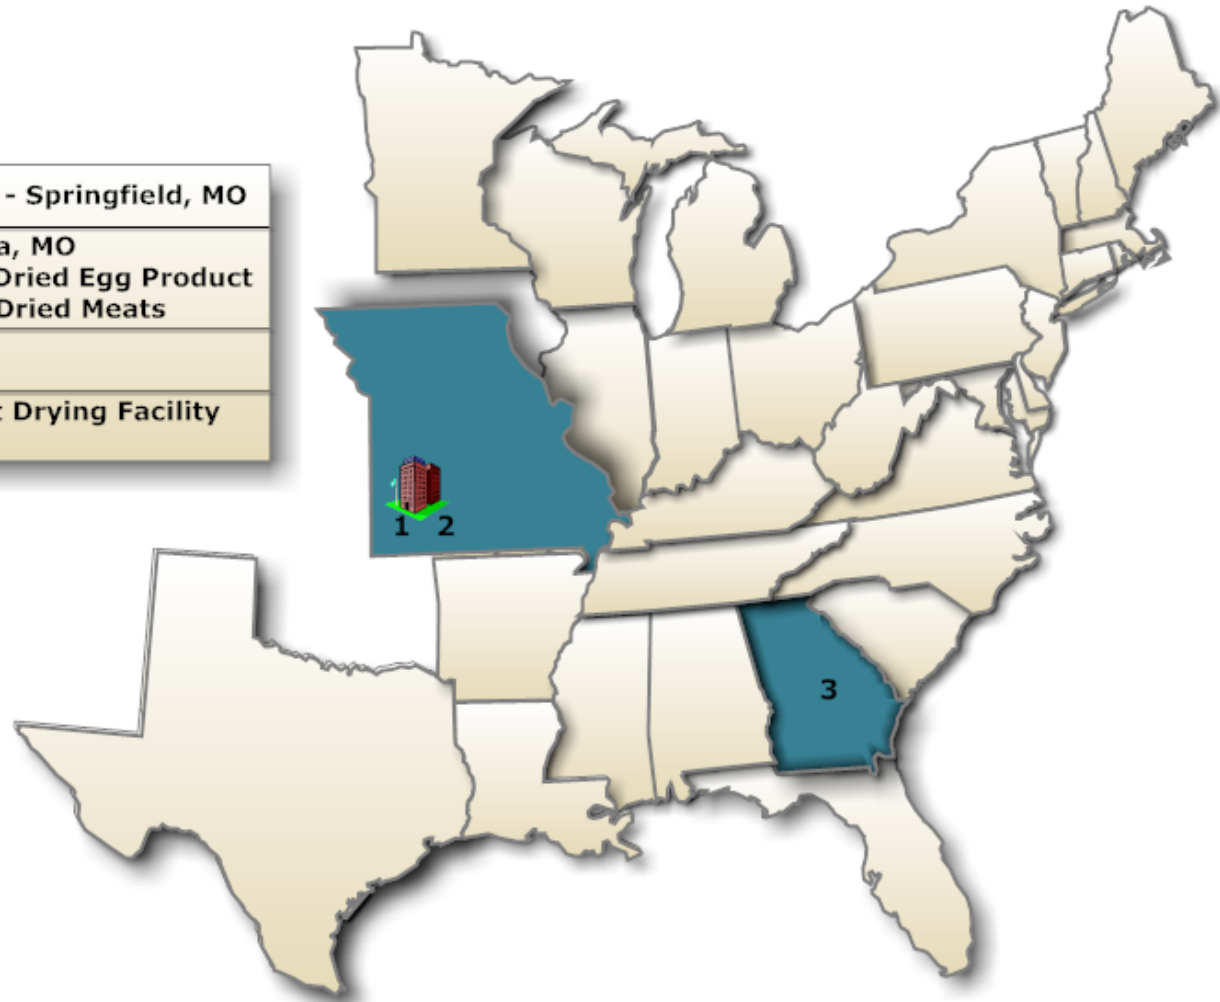 - Springfield, MO
a, MO
Dried Egg Product
Dried Meats
Drying Facility
1 2
3